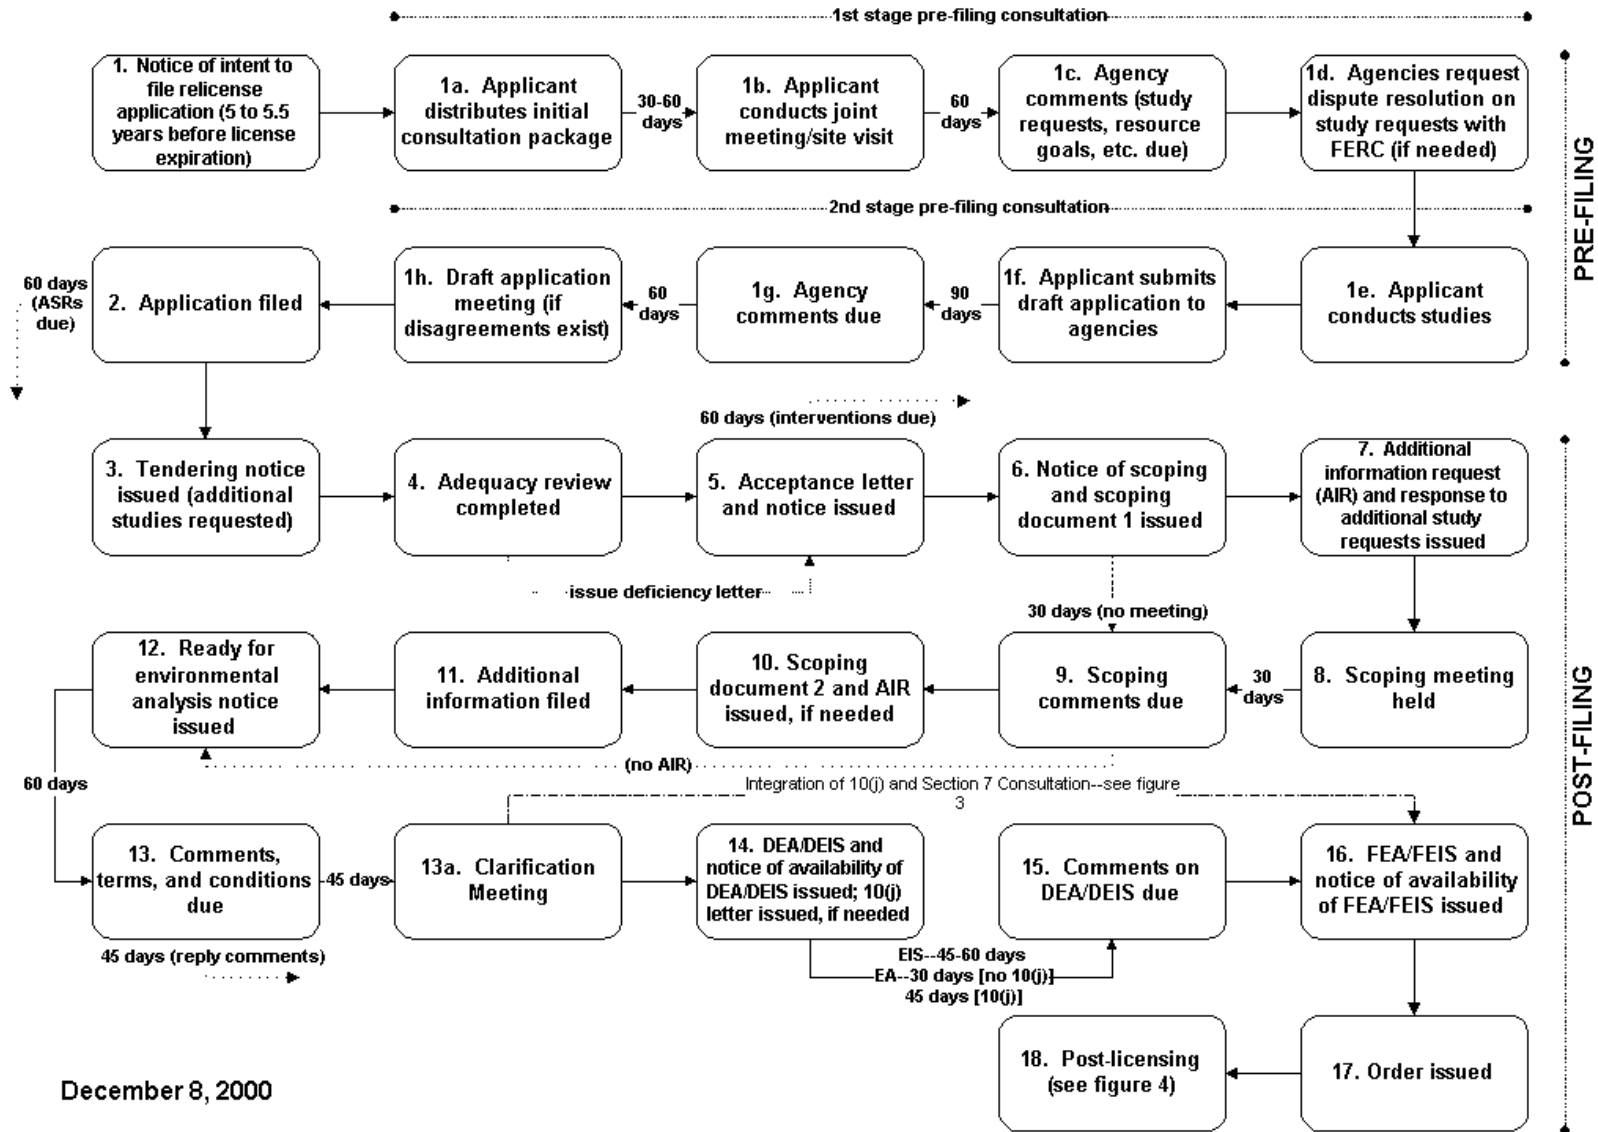 1st stage pre-filing consultation
1. Notice of intent to
file relicense
application (5 to 5.5
years before license
expiration)
1a. Applicant
distributes initial
consultation package
30-60
days
1b. Applicant
conducts joint
meeting/site visit
60
days
1c. Agency
comments (study
requests, resource
goals, etc. due)
1d. Agencies request
dispute resolution on
study requests with
FERC (if needed)
PRE-FILING
2nd stage pre-filing consultation
60 days
(ASRs
due)
2. Application filed
1h. Draft application
meeting (if
disagreements exist)
60
days
1g. Agency
comments due
90
days
1f. Applicant submits
draft application to
agencies
1e. Applicant
conducts studies
60 days (interventions due)
3. Tendering notice
issued (additional
studies requested)
4. Adequacy review
completed
5. Acceptance letter
and notice issued
6. Notice of scoping
and scoping
document 1 issued
7. Additional
information request
(AIR) and response to
additional study
requests issued
issue deficiency letter
30 days (no meeting)
12. Ready for
environmental
analysis notice
issued
11. Additional
information filed
10. Scoping
document 2 and AIR
issued, if needed
9. Scoping
comments due
30
days
8. Scoping meeting
held
POST-FILING
(no AIR)
60 days
Integration of 10(j) and Section 7 Consultation--see figure
3
13. Comments,
terms, and conditions
due
45 days
13a. Clarification
Meeting
14. DEA/DEIS and
notice of availability of
DEA/DEIS issued; 10(j)
letter issued, if needed
15. Comments on
DEA/DEIS due
16. FEA/FEIS and
notice of availability
of FEA/FEIS issued
45 days (reply comments)
EIS--45-60 days
EA--30 days [no 10(j)]
45 days [10(j)]
18. Post-licensing
(see figure 4)
17. Order issued
December 8, 2000